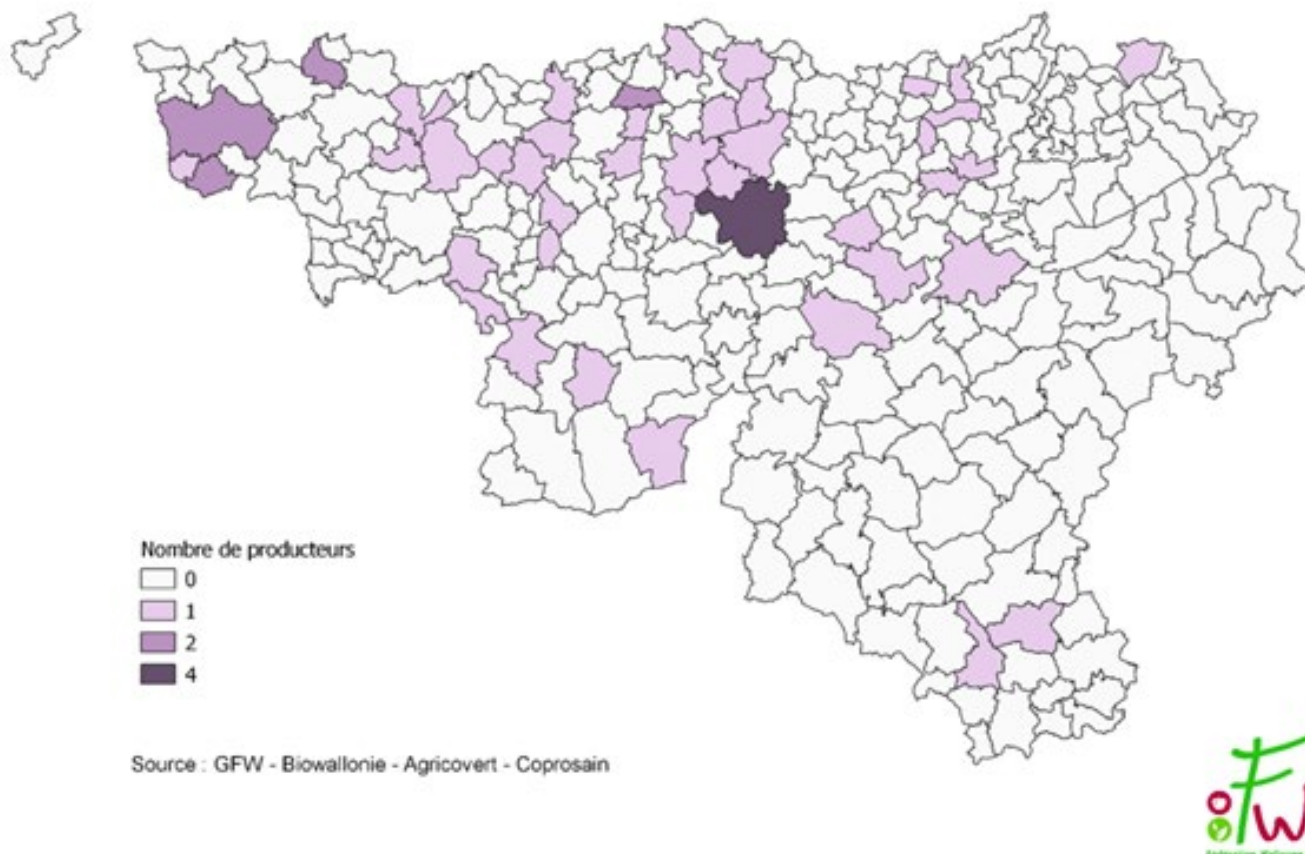 Nombre de producteurs
0
1
2
4
Source : GFW - Biowallonie - Agricovert - Coprosain
FW